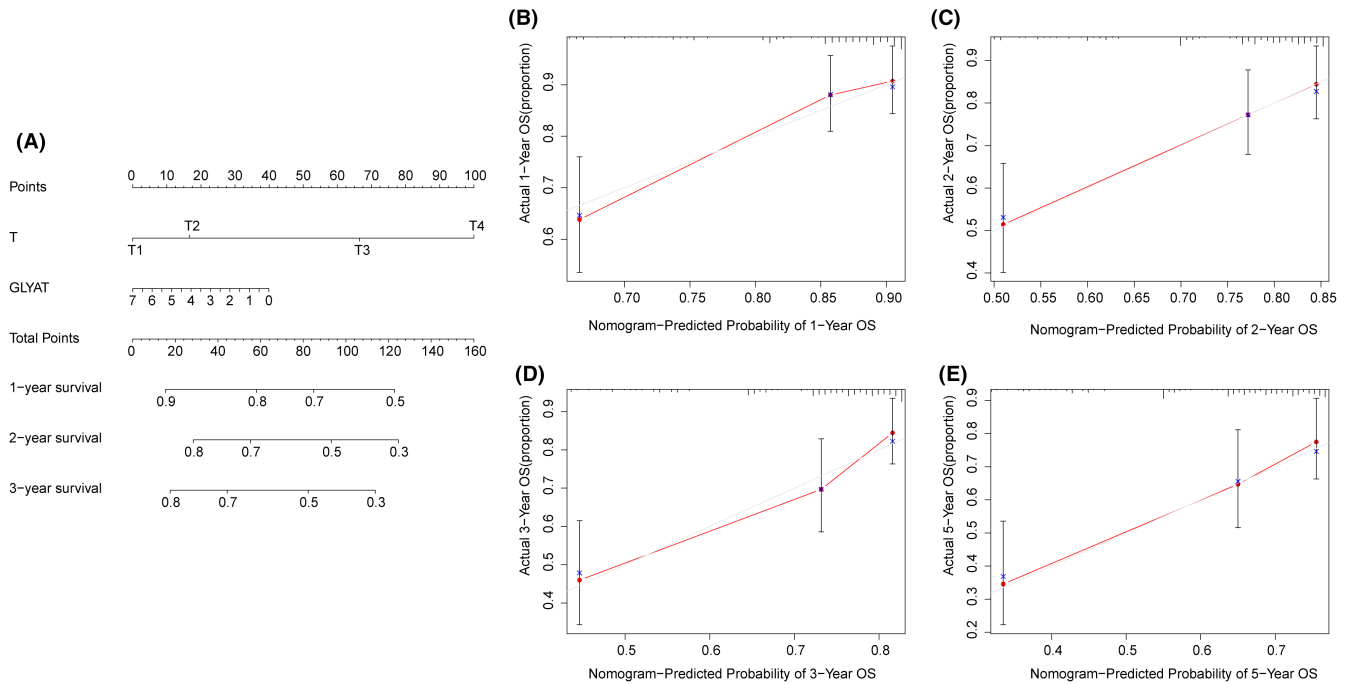 (A)
Points
0 10 20 30 40 50 60 70 80 90 100
T
T2 T4
T1 T3
GLYAT
7 6 5 4 3 2 1 0
Total Points
0 20 40 60 80 100 120 140 160
1−year survival
0.9 0.8 0.7 0.5
2−year survival
0.8 0.7 0.5 0.3
3−year survival
0.8 0.7 0.5 0.3
(B)
Actual 1−Year OS(proportion)
0.6 0.7 0.8 0.9
0.70 0.75 0.80 0.85 0.90
Nomogram−Predicted Probability of 1−Year OS
(C)
Actual 2−Year OS(proportion)
0.4 0.5 0.6 0.7 0.8 0.9
0.50 0.55 0.60 0.65 0.70 0.75 0.80 0.85
Nomogram−Predicted Probability of 2−Year OS
(D)
Actual 3−Year OS(proportion)
0.4 0.5 0.6 0.7 0.8 0.9
0.5 0.6 0.7 0.8
Nomogram−Predicted Probability of 3−Year OS
(E)
Actual 5−Year OS(proportion)
0.2 0.3 0.4 0.5 0.6 0.7 0.8 0.9
0.4 0.5 0.6 0.7
Nomogram−Predicted Probability of 5−Year OS